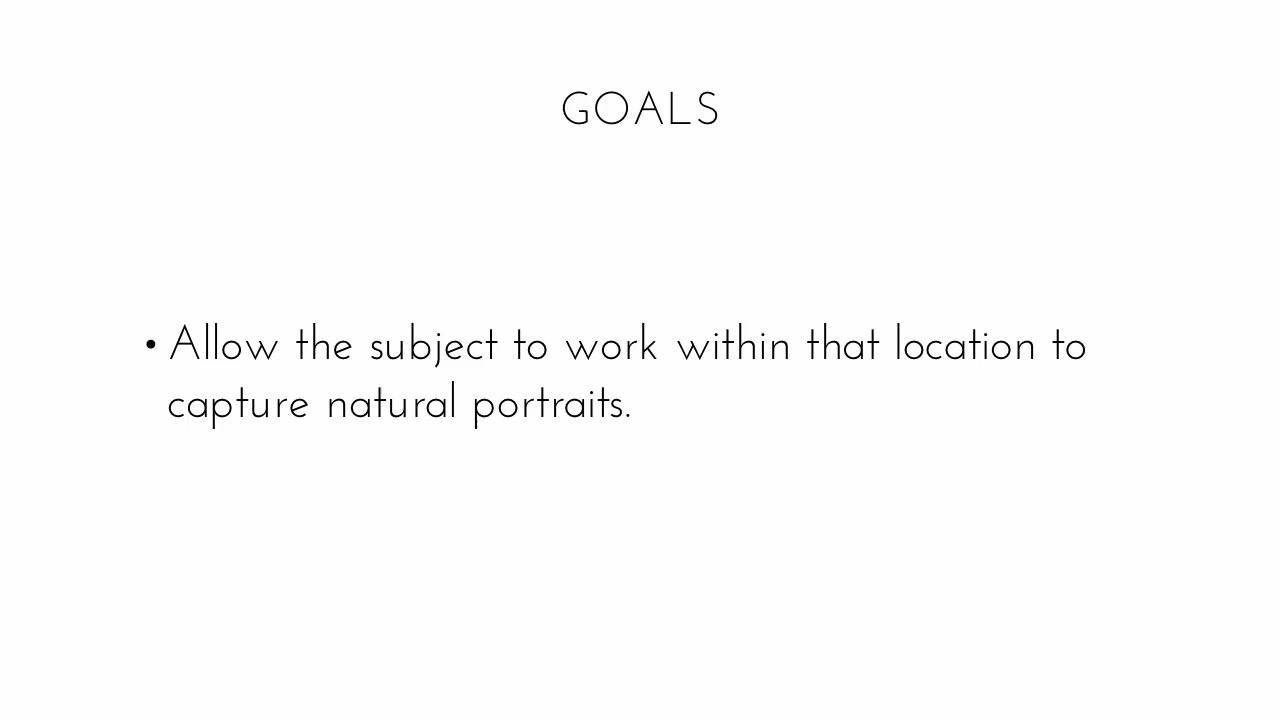 GOALS
• Allow the subject to work within that location to
capture natural portraits.